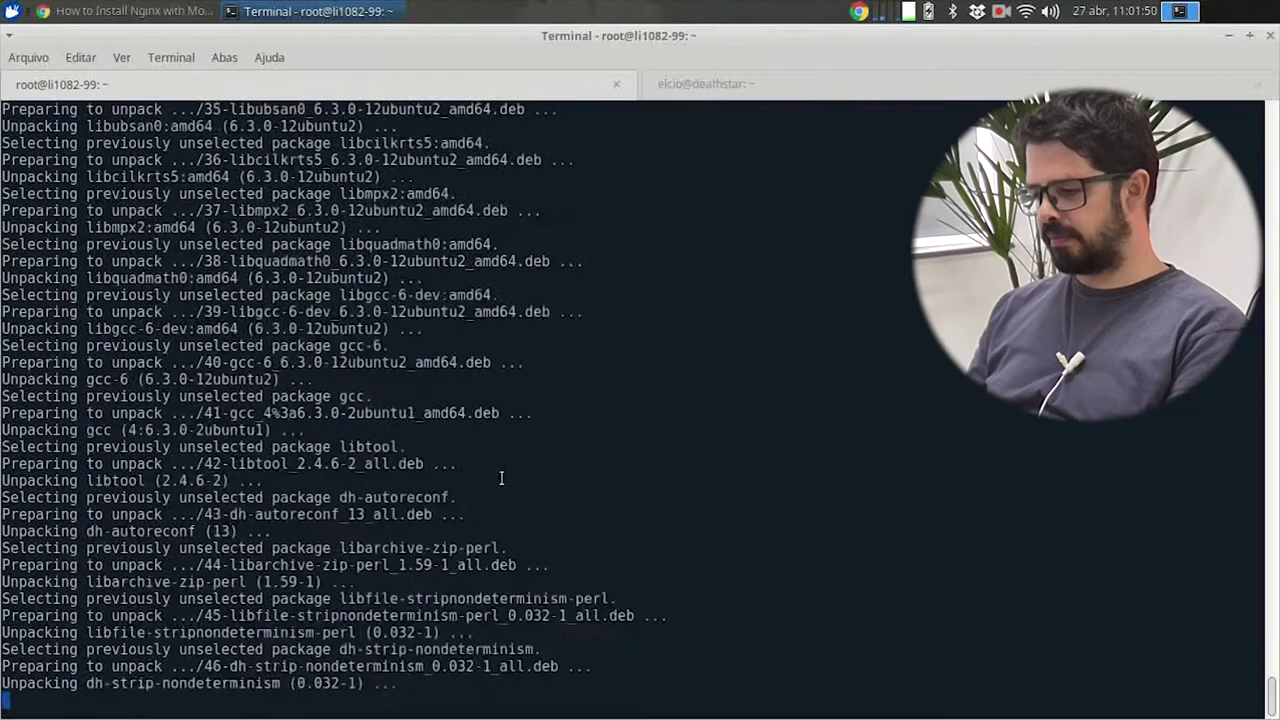 How to Install Nginx with Mo...
Terminal - root@li1082-99: ~
27 abr, 11:01:50
Terminal - root@li1082-99: ~
Arquivo Editar Ver Terminal Abas Ajuda
root@li1082-99: ~
elcio@deathstar: ~
Preparing to unpack .../35-libubsan0_6.3.0-12ubuntu2_amd64.deb ...
Unpacking libubsan0:amd64 (6.3.0-12ubuntu2) ...
Selecting previously unselected package libcilkrts5:amd64.
Preparing to unpack .../36-libcilkrts5_6.3.0-12ubuntu2_amd64.deb ...
Unpacking libcilkrts5:amd64 (6.3.0-12ubuntu2) ...
Selecting previously unselected package libmpx2:amd64.
Preparing to unpack .../37-libmpx2_6.3.0-12ubuntu2_amd64.deb ...
Unpacking libmpx2:amd64 (6.3.0-12ubuntu2) ...
Selecting previously unselected package libquadmath0:amd64.
Preparing to unpack .../38-libquadmath0_6.3.0-12ubuntu2_amd64.deb ...
Unpacking libquadmath0:amd64 (6.3.0-12ubuntu2) ...
Selecting previously unselected package libgcc-6-dev:amd64.
Preparing to unpack .../39-libgcc-6-dev_6.3.0-12ubuntu2_amd64.deb ...
Unpacking libgcc-6-dev:amd64 (6.3.0-12ubuntu2) ...
Selecting previously unselected package gcc-6.
Preparing to unpack .../40-gcc-6_6.3.0-12ubuntu2_amd64.deb ...
Unpacking gcc-6 (6.3.0-12ubuntu2) ...
Selecting previously unselected package gcc.
Preparing to unpack .../41-gcc_4%3a6.3.0-2ubuntu1_amd64.deb ...
Unpacking gcc (4:6.3.0-2ubuntu1) ...
Selecting previously unselected package libtool.
Preparing to unpack .../42-libtool_2.4.6-2_all.deb ...
Unpacking libtool (2.4.6-2) ...
Selecting previously unselected package dh-autoreconf.
Preparing to unpack .../43-dh-autoreconf_13_all.deb ...
Unpacking dh-autoreconf (13) ...
Selecting previously unselected package libarchive-zip-perl.
Preparing to unpack .../44-libarchive-zip-perl_1.59-1_all.deb ...
Unpacking libarchive-zip-perl (1.59-1) ...
Selecting previously unselected package libfile-stripnondeterminism-perl.
Preparing to unpack .../45-libfile-stripnondeterminism-perl_0.032-1_all.deb ...
Unpacking libfile-stripnondeterminism-perl (0.032-1) ...
Selecting previously unselected package dh-strip-nondeterminism.
Preparing to unpack .../46-dh-strip-nondeterminism_0.032-1_all.deb ...
Unpacking dh-strip-nondeterminism (0.032-1) ...